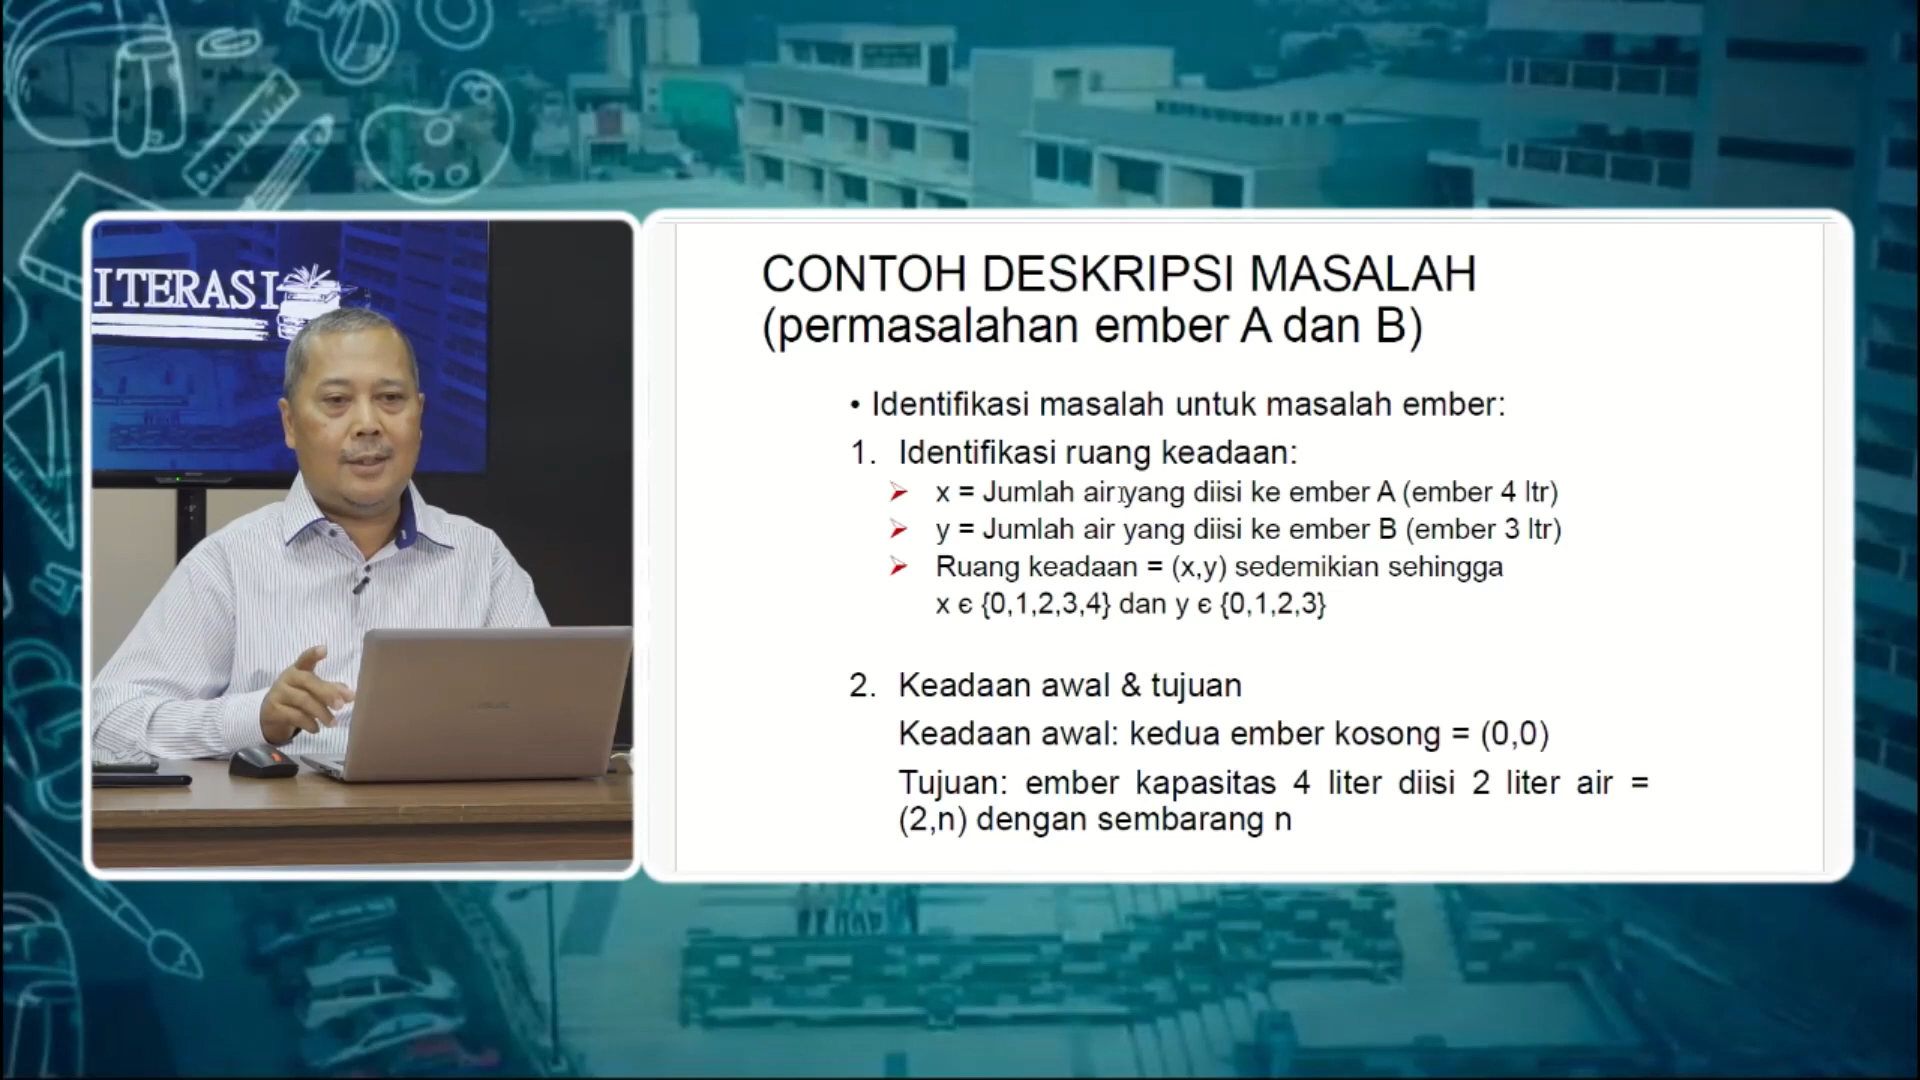 ITERASI
CONTOH DESKRIPSI MASALAH
(permasalahan ember A dan B)
• Identifikasi masalah untuk masalah ember:
1. Identifikasi ruang keadaan:
➢ x = Jumlah air yang diisi ke ember A (ember 4 ltr)
➢ y = Jumlah air yang diisi ke ember B (ember 3 ltr)
➢ Ruang keadaan = (x,y) sedemikian sehingga
x є {0,1,2,3,4} dan y є {0,1,2,3}
2. Keadaan awal & tujuan
Keadaan awal: kedua ember kosong = (0,0)
Tujuan: ember kapasitas 4 liter diisi 2 liter air =
(2,n) dengan sembarang n